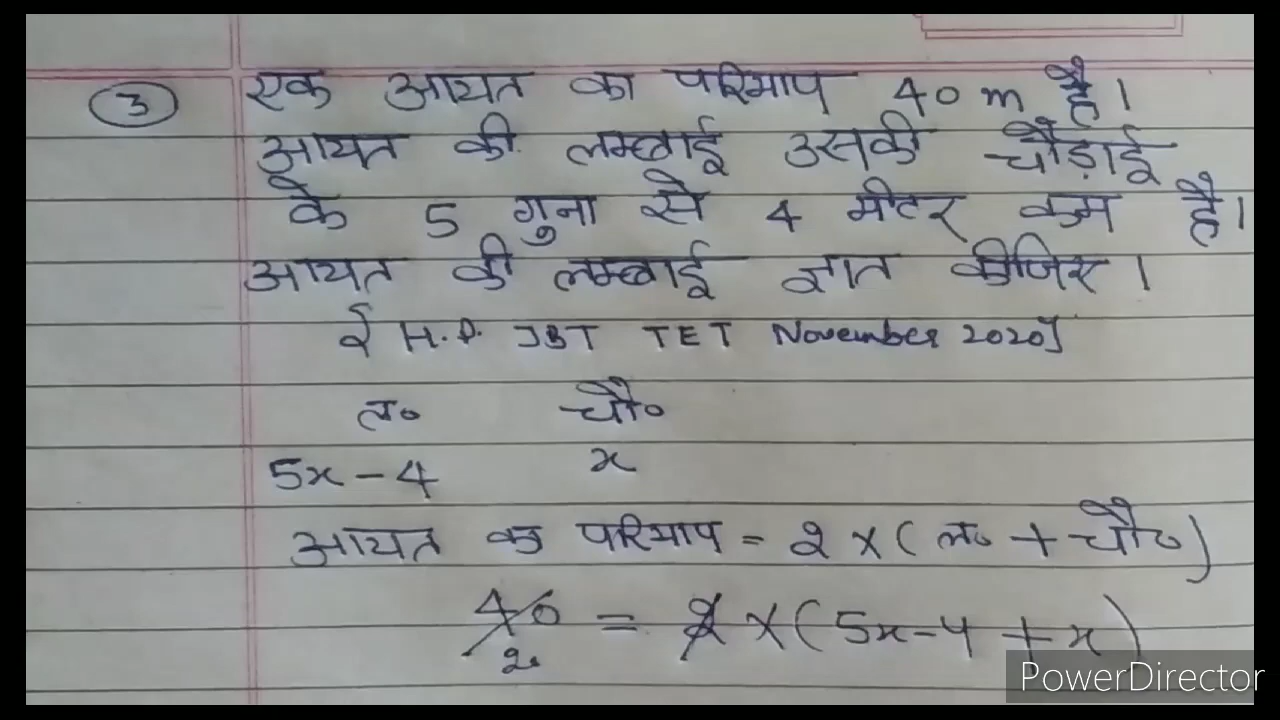 3 एक आयत का परिमाप 40 m है।
आयत की लम्बाई उसकी चौड़ाई
के 5 गुना से 4 मीटर कम है।
आयत की लम्बाई ज्ञात कीजिए।
[H.P. JBT TET November 2020]
ल० चौ०
5x-4 x
आयत का परिमाप = 2 × (ल० + चौ०)
40/2 = 2 × (5x-4+x)
PowerDirector